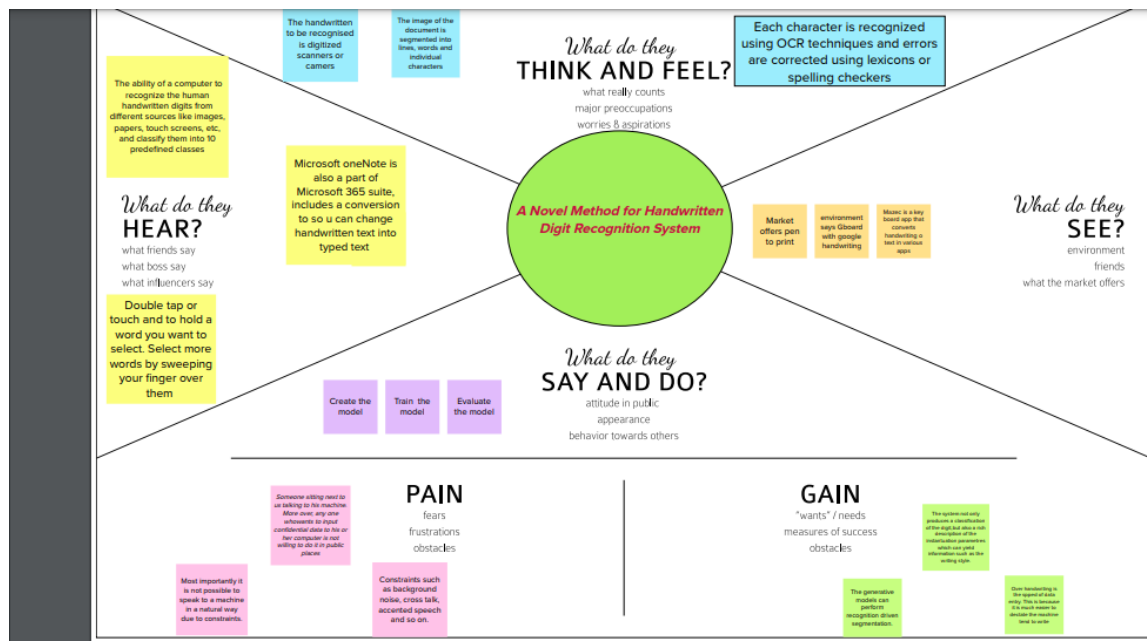 The handwritten
to be recognised
is digitized
scanners or
camers
The image of the
document is
segmented into
lines, words and
individual
characters
What do they
THINK AND FEEL?
what really counts
major preoccupations
worries & aspirations
Each character is recognized
using OCR techniques and errors
are corrected using lexicons or
spelling checkers
The ability of a computer to
recognize the human
handwritten digits from
different sources like images,
papers, touch screens, etc,
and classify them into 10
predefined classes
Microsoft oneNote is
also a part of
Microsoft 365 suite,
includes a conversion
to so u can change
handwritten text into
typed text
What do they
HEAR?
what friends say
what boss say
what influencers say
Double tap or
touch and to hold a
word you want to
select. Select more
words by sweeping
your finger over
them
A Novel Method for Handwritten
Digit Recognition System
Market
offers pen
to print
environment
says Gboard
with google
handwriting
is a key
board app that
converts
handwriting o
text in various
apps
What do they
SEE?
environment
friends
what the market offers
What do they
SAY AND DO?
attitude in public
appearance
behavior towards others
Create the
model
Train the
model
Evaluate
the model
PAIN
fears
frustrations
obstacles
Someone sitting next to
us talking to his machine.
More over, any one
whowants to input
confidential data to his or
her computer is not
willing to do it in public
places
Most importantly it
is not possible to
speak to a machine
in a natural way
due to constraints.
Constraints such
as background
noise, cross talk,
accented speech
and so on.
GAIN
"wants" / needs
measures of success
obstacles
The system not only
produces a classification
of the digit but also a rich
description of the
instantiation parametres
which can yield
information such as the
writing style.
The generative
models can
perform
recognition driven
segmentation.
Over handwriting is
the speed of data
entry. This is because
it is much easier to
dectate the machine
tend to write